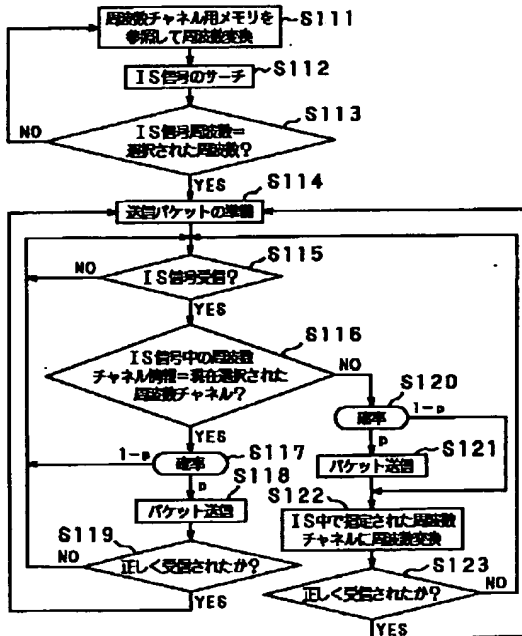 周波数チャネル用メモリを
参照して周波数変換
S111
IS信号のサーチ
S112
S113
IS信号周波数=
選択された周波数?
NO
YES
S114
送信パケットの準備
S115
NO
IS信号受信?
YES
S116
IS信号中の周波数
チャネル情報=現在選択された
周波数チャネル?
NO
YES
S120
確率
1-p
p
S117
1-p
確率
p
S121
パケット送信
S118
パケット送信
S122
IS中で指定された周波数
チャネルに周波数変換
S119
NO
正しく受信されたか?
YES
S123
正しく受信されたか?
NO
YES